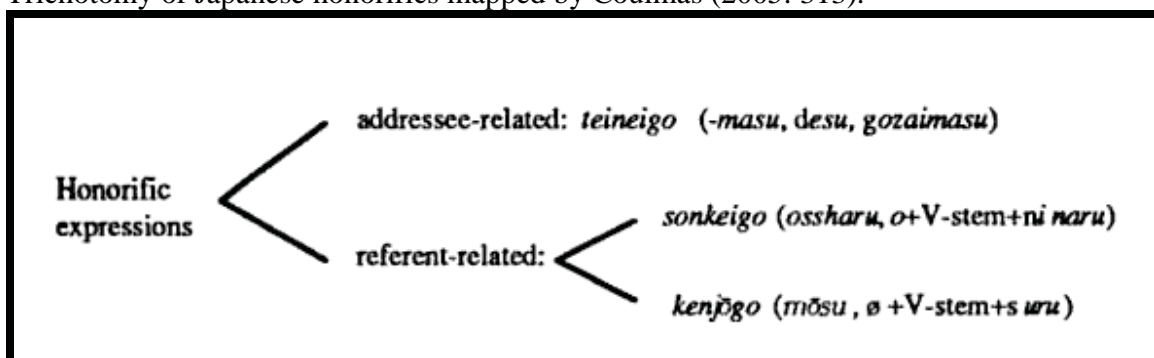 Trichotomy of Japanese honorifics mapped by Coulmas (2005: 315).
addressee-related: teineigo (-masu, desu, gozaimasu)
Honorific
expressions
sonkeigo (ossharu, o+V-stem+ni naru)
referent-related:
kenjōgo (mōsu, ø +V-stem+s uru)